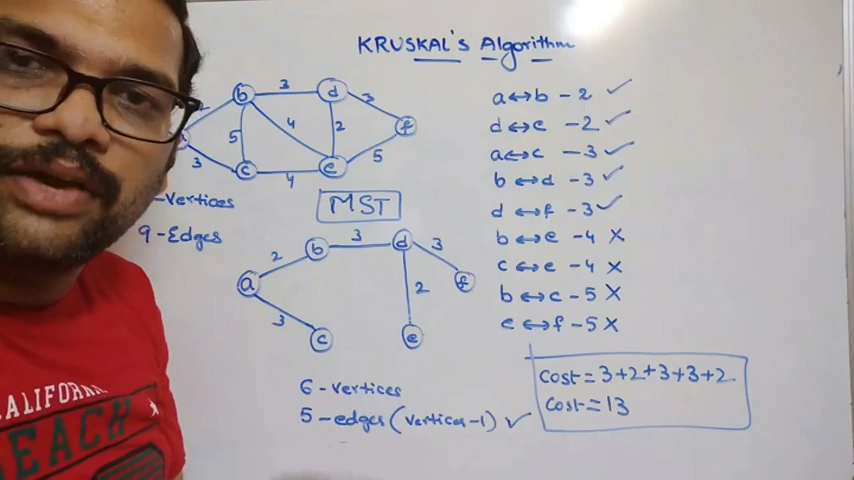 KRUSKAL's Algorithm
b 3 d
3
f
5
4
2
3
c 4 e
5
-Vertices
9-Edges
MST
a 2 b 3 d 3 f
2
3
c
e
6-vertices
5-edges (vertices-1) ✓
a↔b - 2 ✓
d↔e - 2 ✓
a↔c - 3 ✓
b↔d - 3 ✓
d↔f - 3 ✓
b↔e - 4 ×
c↔e - 4 ×
b↔c - 5 ×
e↔f - 5 ×
Cost = 3+2+3+3+2
Cost = 13
CALIFORNIA
BEACH